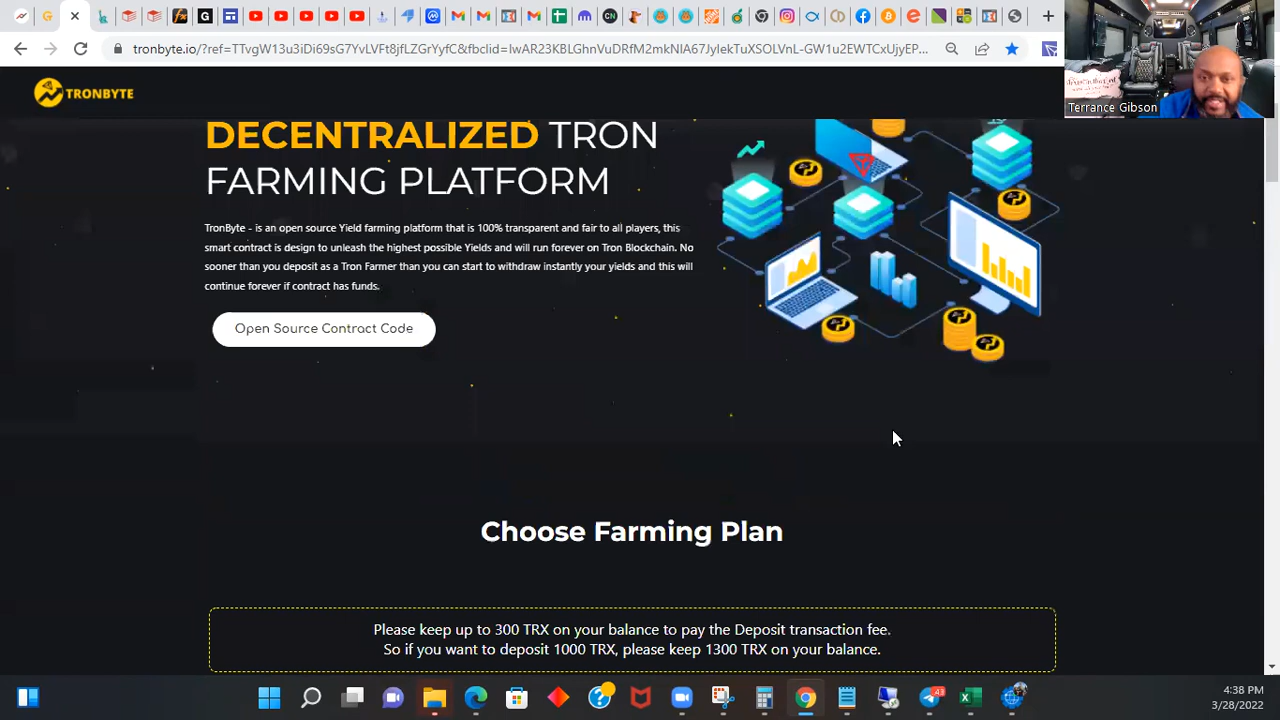 tronbyte.io/?ref=TTvgW13u3iDi69sG7YvLVFt8jfLZGrYyfC&fbclid=IwAR23KBLGhnVuDRfM2mkNIA67JylekTuXSOLVnL-GW1u2EWTCxUjyEP...
TRONBYTE
Terrance Gibson
DECENTRALIZED TRON
FARMING PLATFORM
TronByte - is an open source Yield farming platform that is 100% transparent and fair to all players, this
smart contract is design to unleash the highest possible Yields and will run forever on Tron Blockchain. No
sooner than you deposit as a Tron Farmer than you can start to withdraw instantly your yields and this will
continue forever if contract has funds.
Open Source Contract Code
Choose Farming Plan
Please keep up to 300 TRX on your balance to pay the Deposit transaction fee.
So if you want to deposit 1000 TRX, please keep 1300 TRX on your balance.
43
4:38 PM
3/28/2022